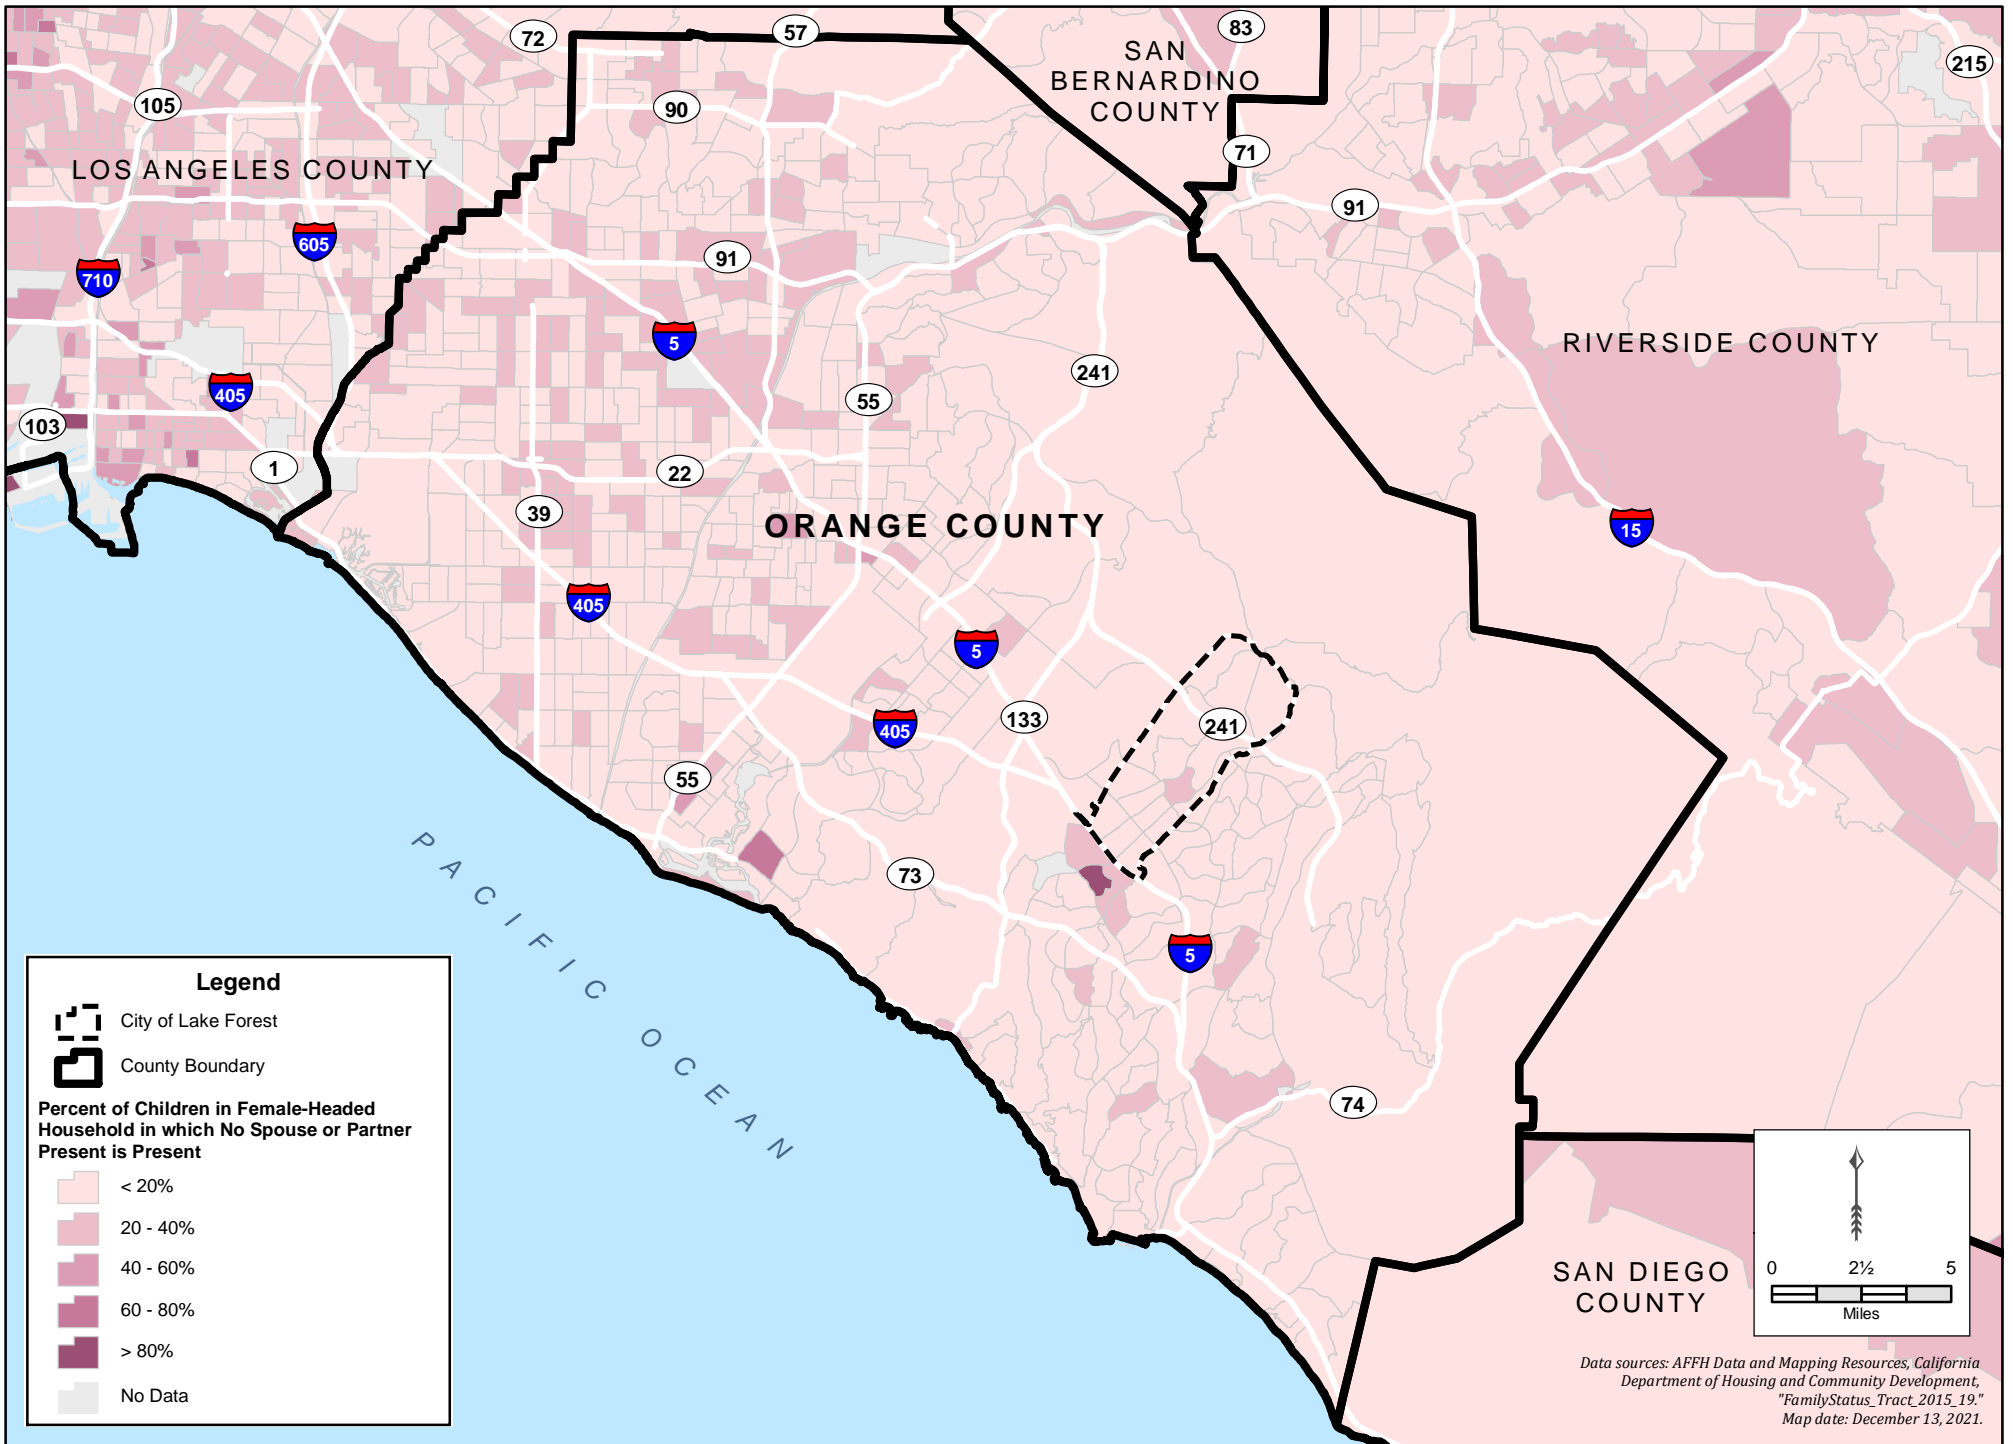 72
57
83
215
SAN
BERNARDINO
COUNTY
105
90
71
LOS ANGELES COUNTY
91
605
91
710
5
RIVERSIDE COUNTY
241
405
55
103
1
22
39
ORANGE COUNTY
15
405
5
133
405
241
55
73
PACIFIC OCEAN
5
74
SAN DIEGO
COUNTY
Legend
City of Lake Forest
County Boundary
Percent of Children in Female-Headed
Household in which No Spouse or Partner
Present is Present
< 20%
20 - 40%
40 - 60%
60 - 80%
> 80%
No Data
0 2½ 5
Miles
Data sources: AFFH Data and Mapping Resources, California
Department of Housing and Community Development,
"FamilyStatus_Tract_2015_19."
Map date: December 13, 2021.